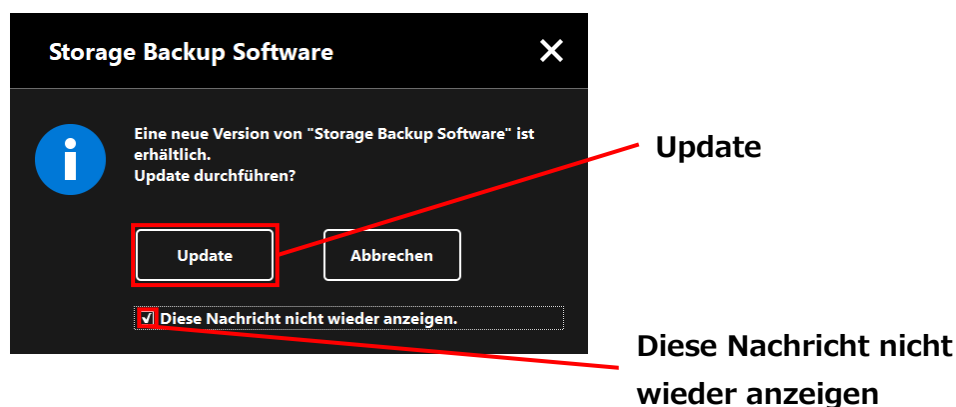 Storage Backup Software
Eine neue Version von "Storage Backup Software" ist
erhältlich.
Update durchführen?
Update
Abbrechen
Diese Nachricht nicht wieder anzeigen.
Update
Diese Nachricht nicht
wieder anzeigen